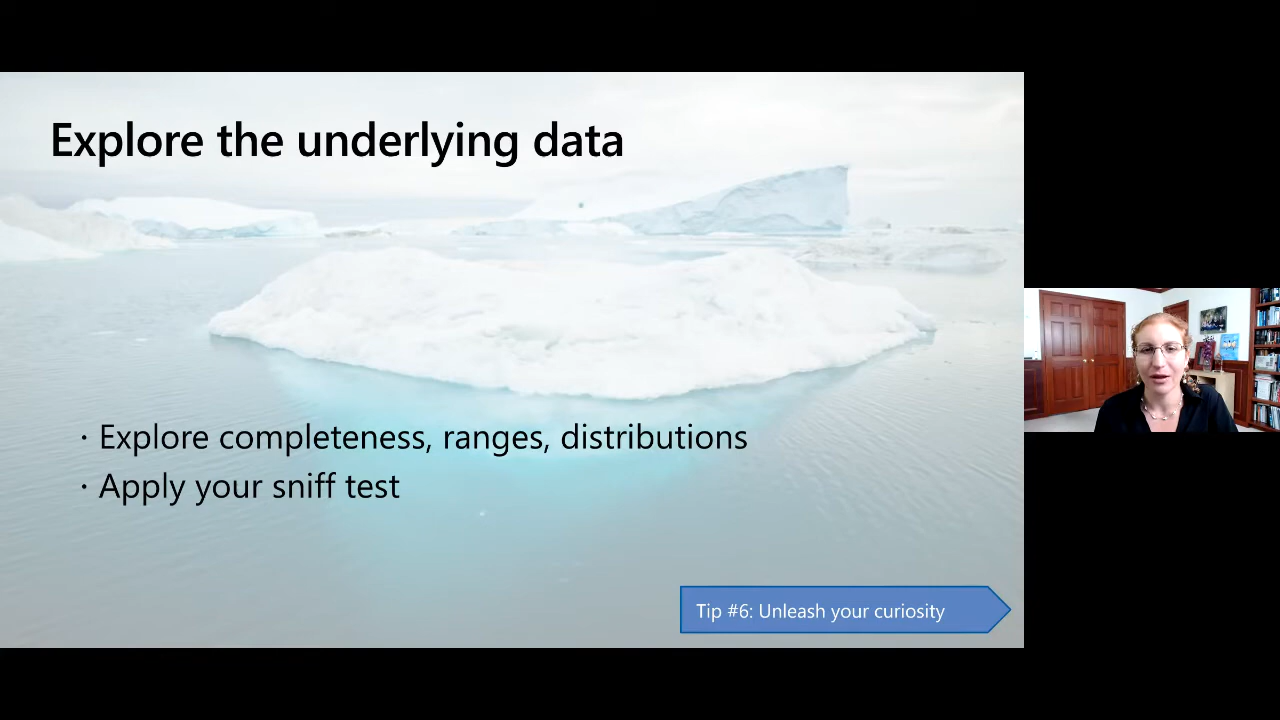 Explore the underlying data
· Explore completeness, ranges, distributions
· Apply your sniff test
Tip #6: Unleash your curiosity